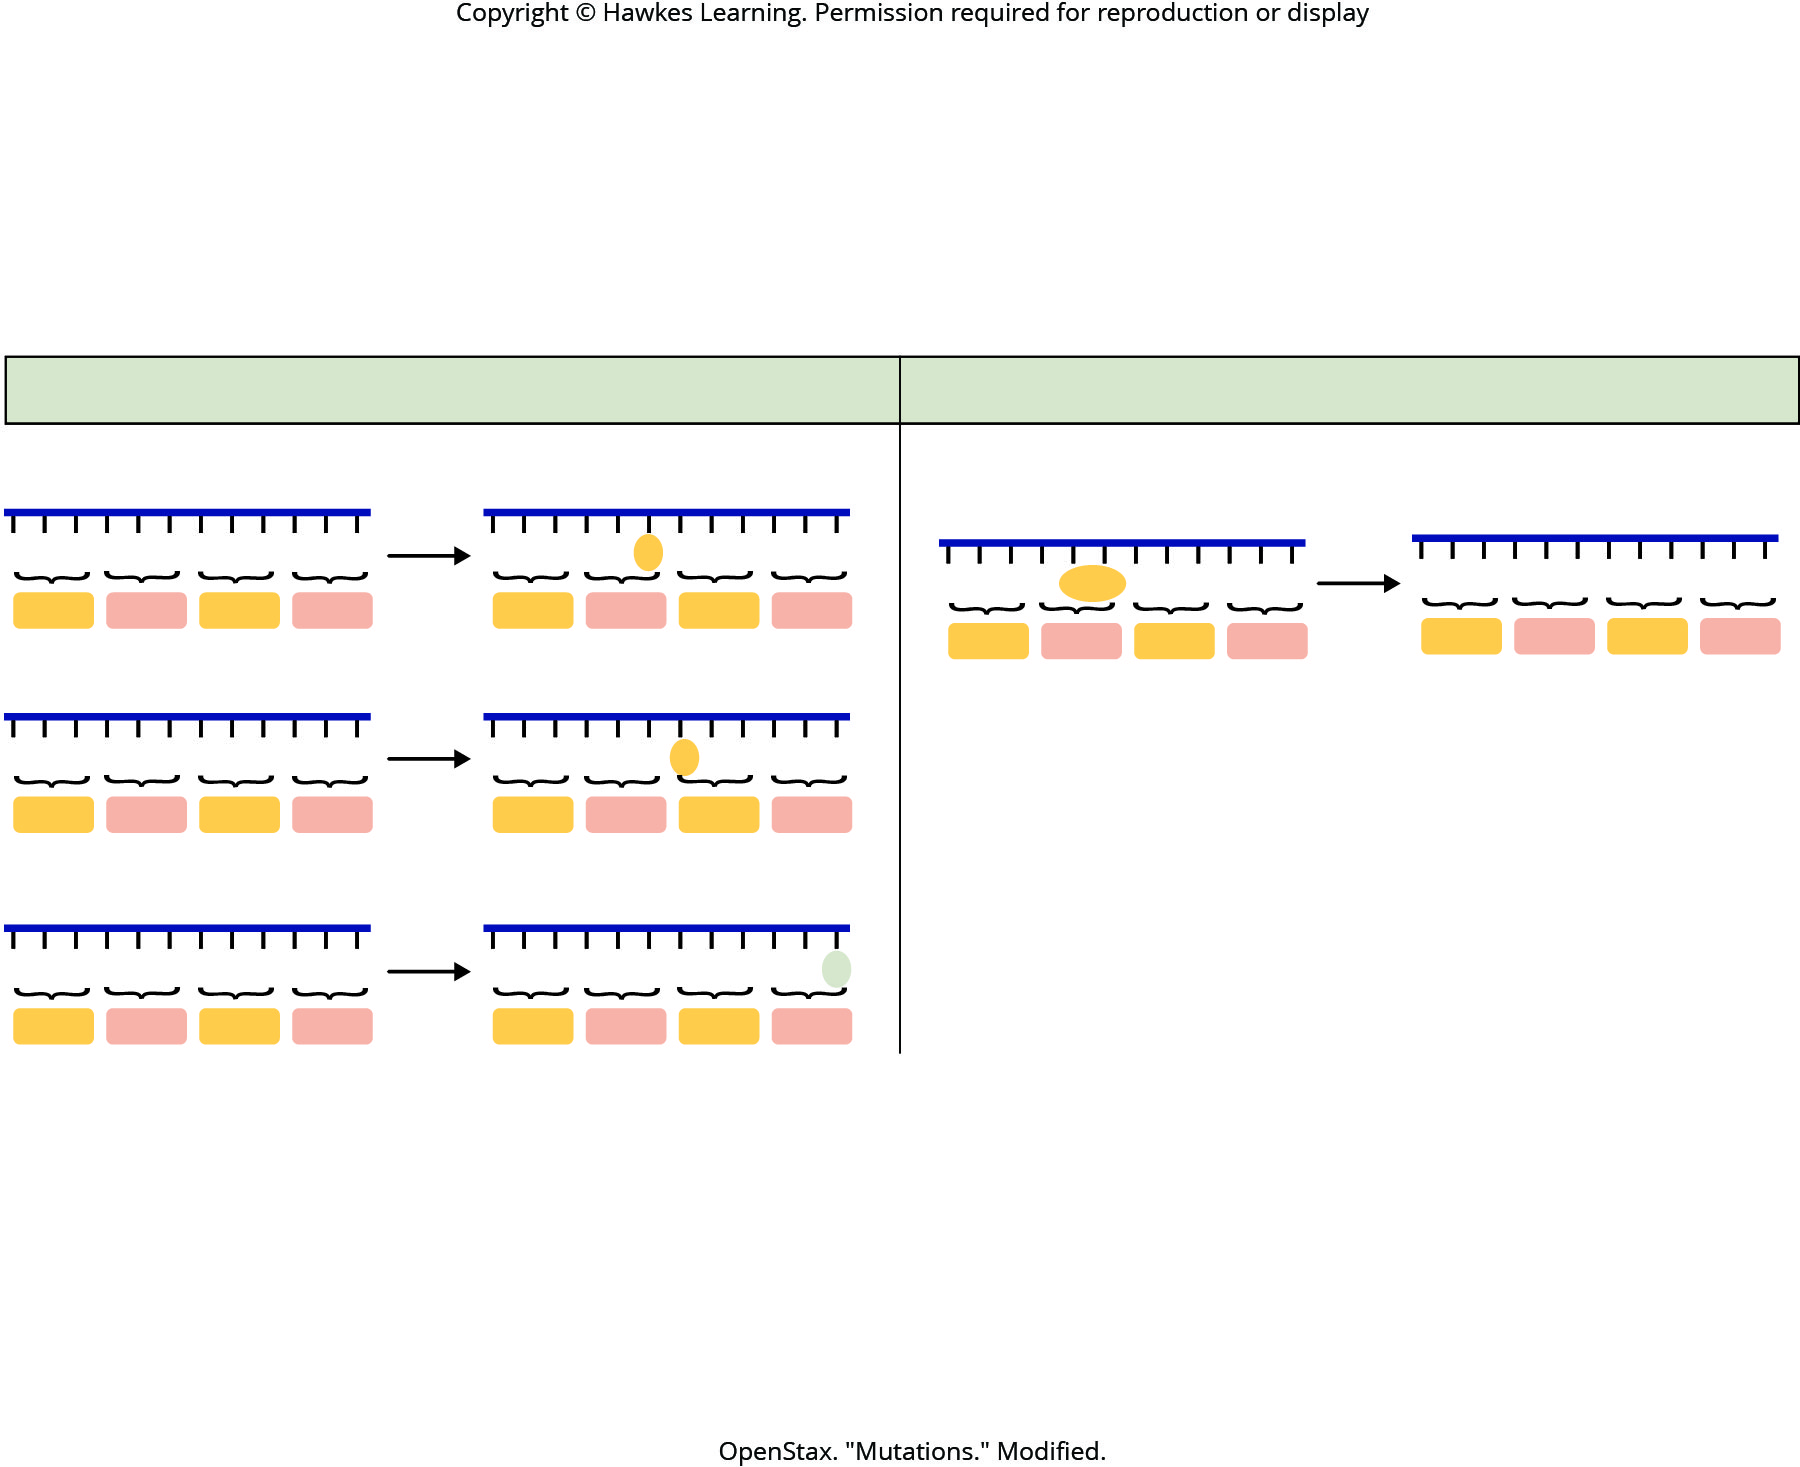 Copyright © Hawkes Learning. Permission required for reproduction or display
OpenStax. "Mutations." Modified.